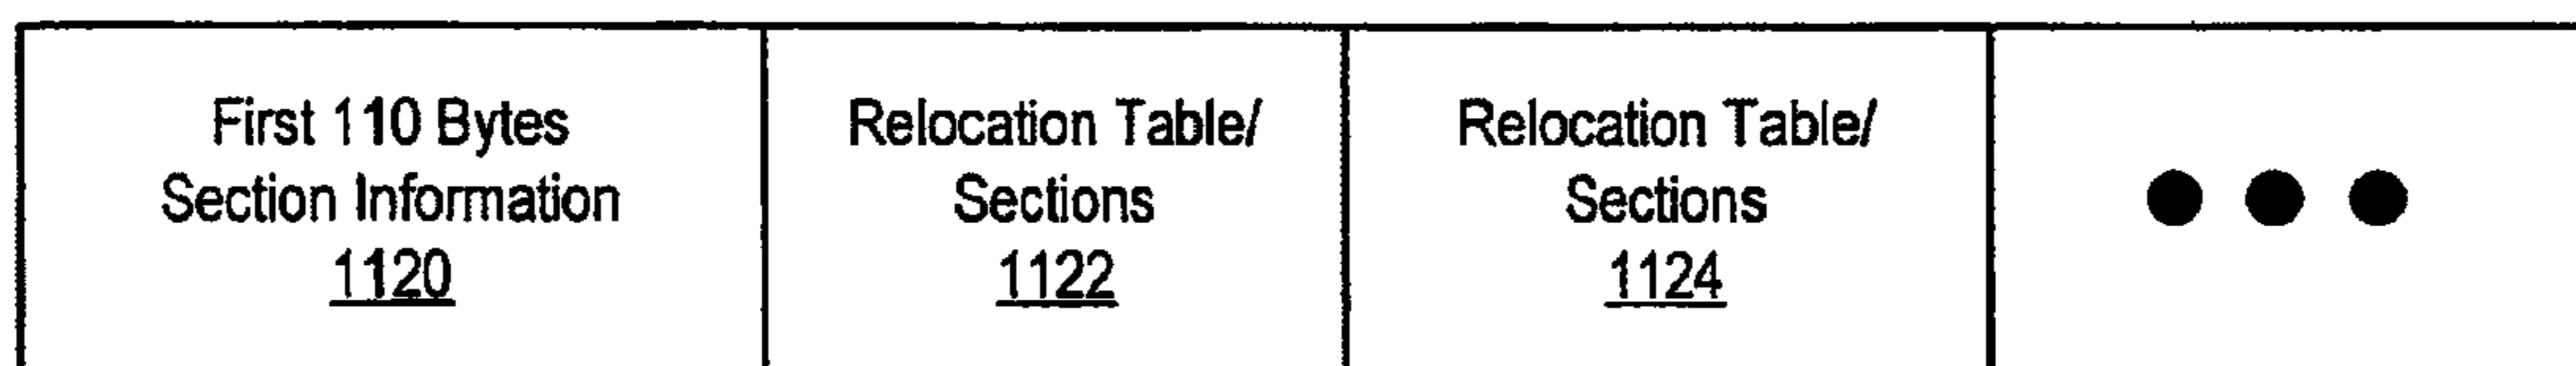 First 110 Bytes
Section Information
1120
Relocation Table/
Sections
1122
Relocation Table/
Sections
1124